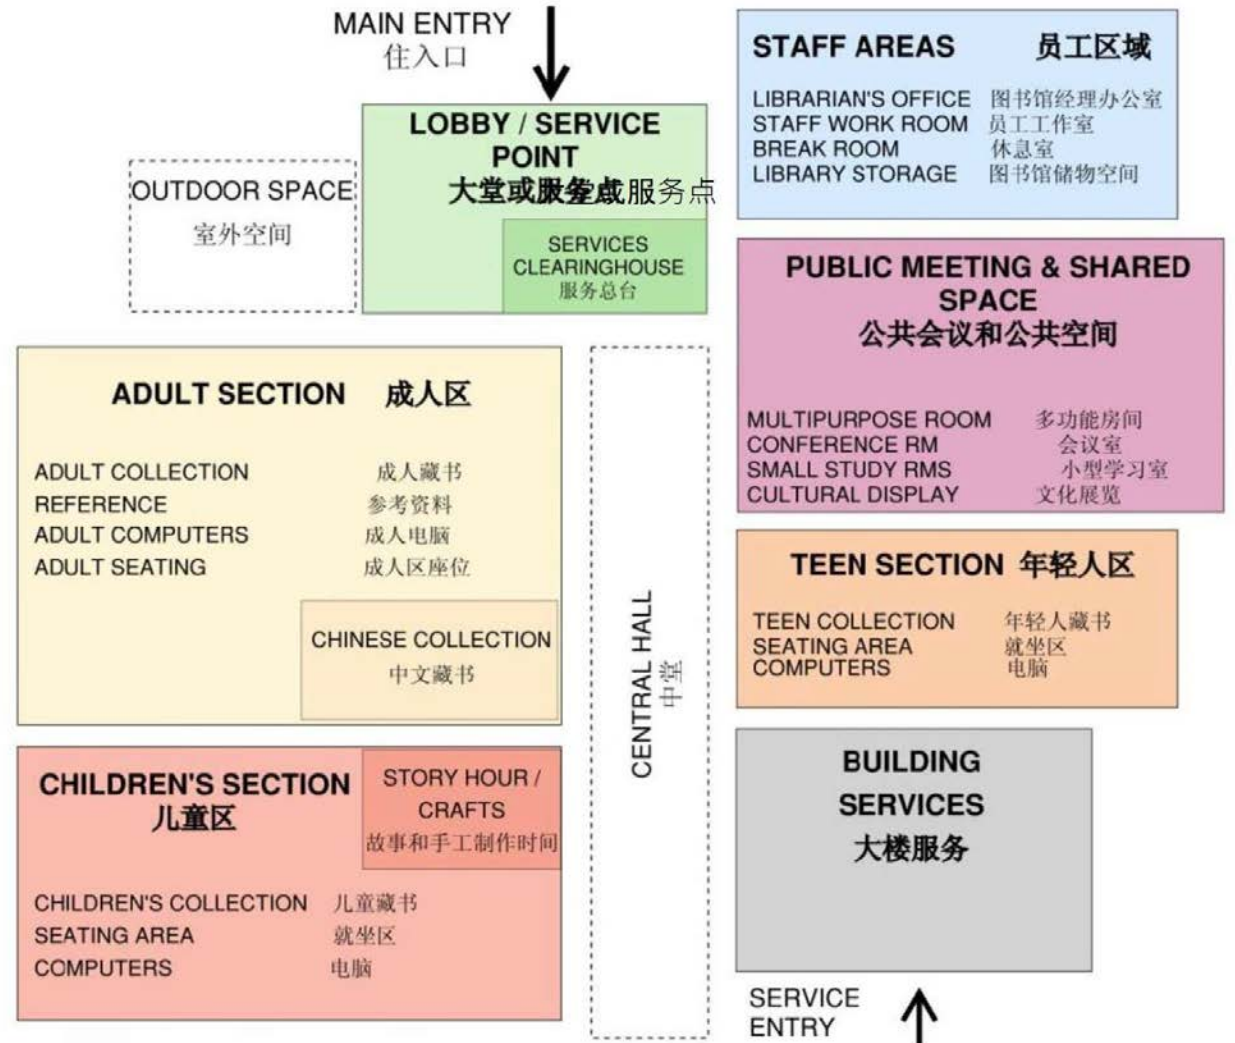 MAIN ENTRY
住入口
LOBBY / SERVICE
POINT
大堂或服务点
大堂或服务点
SERVICES
CLEARINGHOUSE
服务总台
OUTDOOR SPACE
室外空间
STAFF AREAS 员工区域
LIBRARIAN'S OFFICE 图书馆经理办公室
STAFF WORK ROOM 员工工作室
BREAK ROOM 休息室
LIBRARY STORAGE 图书馆储物空间
PUBLIC MEETING & SHARED
SPACE
公共会议和公共空间
MULTIPURPOSE ROOM 多功能房间
CONFERENCE RM 会议室
SMALL STUDY RMS 小型学习室
CULTURAL DISPLAY 文化展览
ADULT SECTION 成人区
ADULT COLLECTION 成人藏书
REFERENCE 参考资料
ADULT COMPUTERS 成人电脑
ADULT SEATING 成人区座位
CHINESE COLLECTION
中文藏书
CENTRAL HALL
中堂
TEEN SECTION 年轻人区
TEEN COLLECTION 年轻人藏书
SEATING AREA 就坐区
COMPUTERS 电脑
CHILDREN'S SECTION
儿童区
STORY HOUR /
CRAFTS
故事和手工制作时间
CHILDREN'S COLLECTION 儿童藏书
SEATING AREA 就坐区
COMPUTERS 电脑
BUILDING
SERVICES
大楼服务
SERVICE
ENTRY